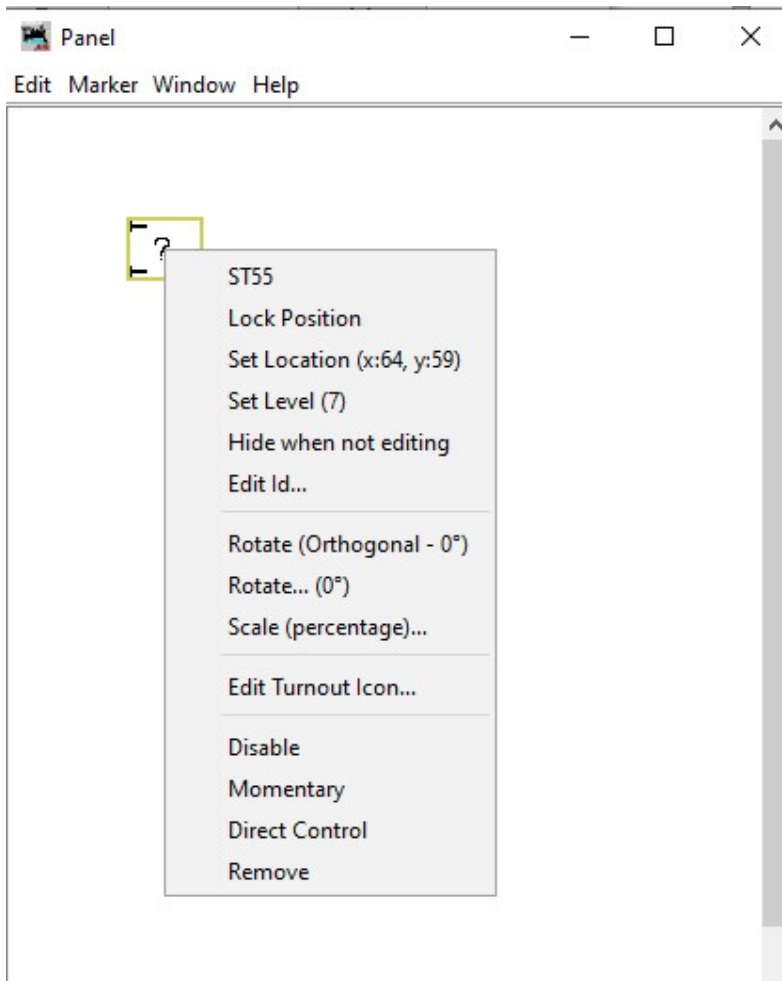 Panel
Edit Marker Window Help
?
ST55
Lock Position
Set Location (x:64, y:59)
Set Level (7)
Hide when not editing
Edit Id...
Rotate (Orthogonal - 0°)
Rotate... (0°)
Scale (percentage)...
Edit Turnout Icon...
Disable
Momentary
Direct Control
Remove